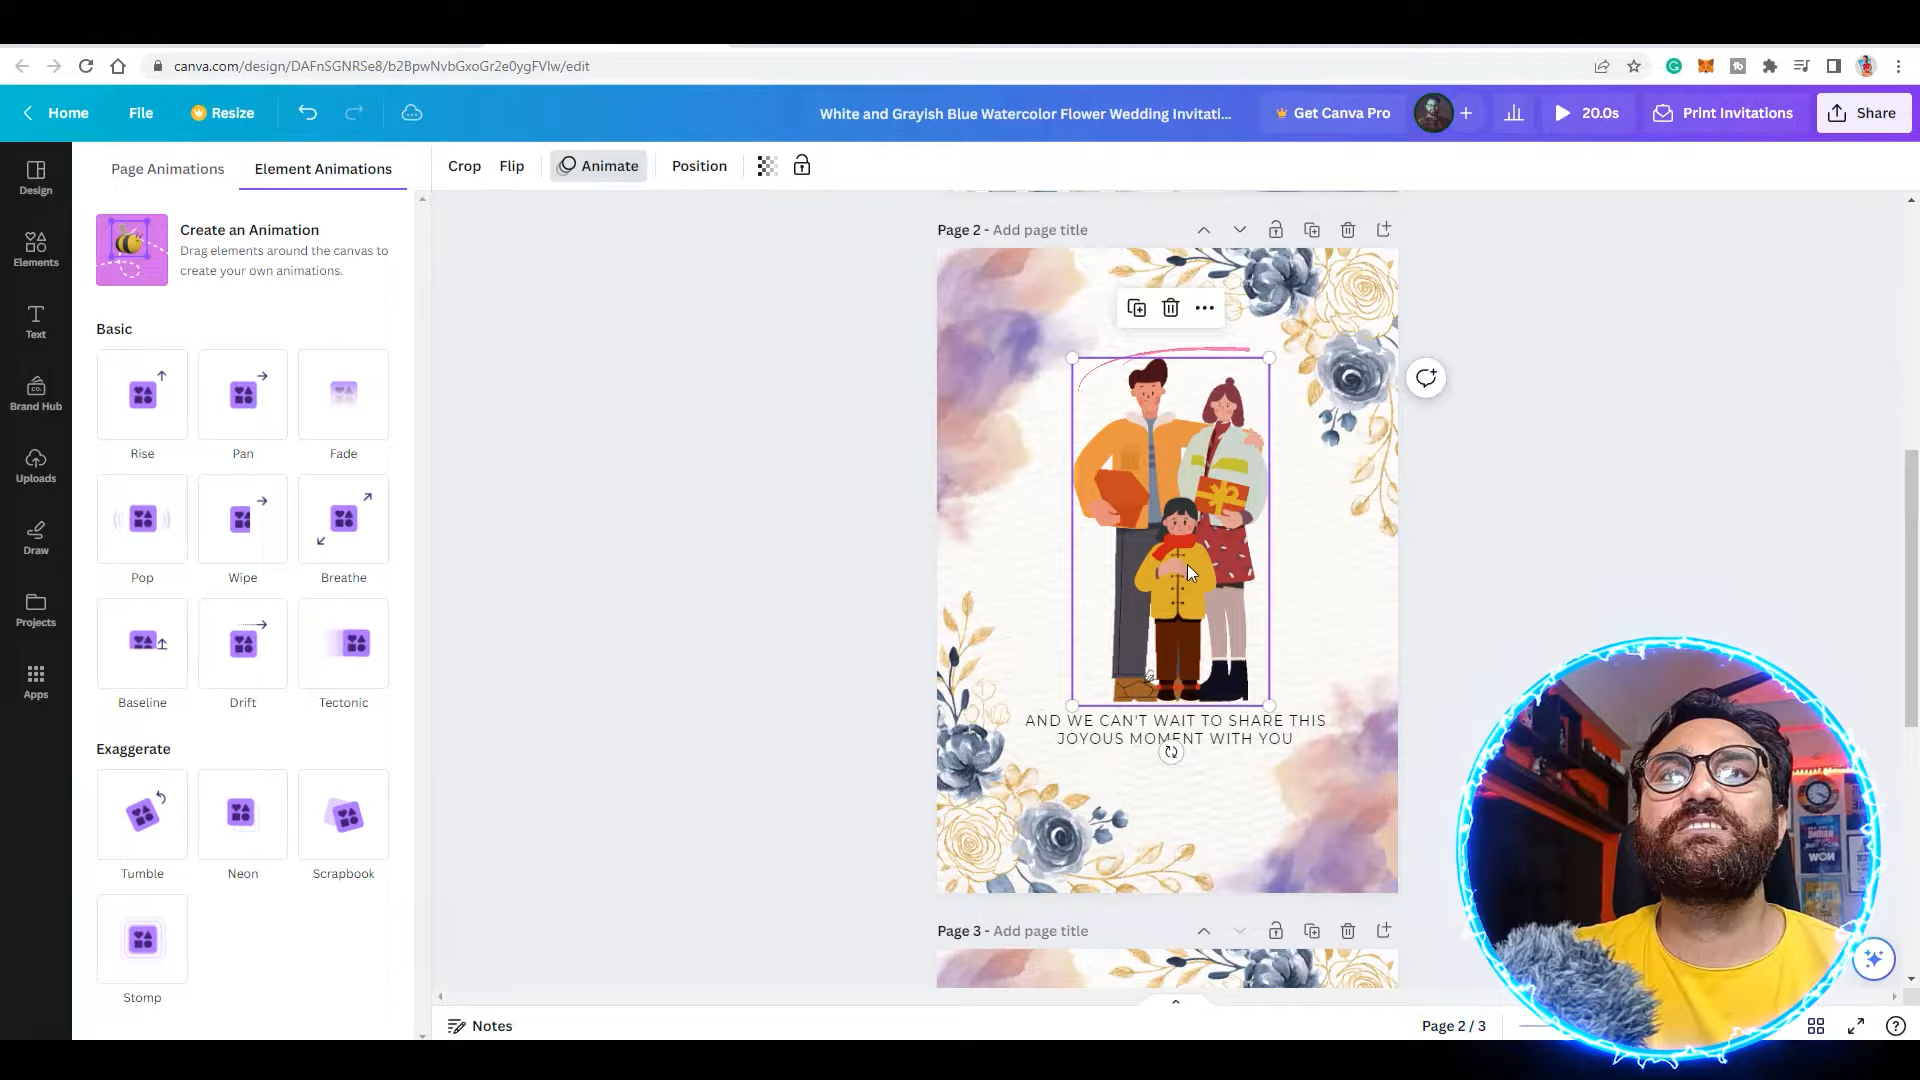 canva.com/design/DAFnSGNRSe8/b2BpwNvbGxoGr2e0ygFVlw/edit
Home
File
Resize
White and Grayish Blue Watercolor Flower Wedding Invitati...
Get Canva Pro
20.0s
Print Invitations
Share
Design
Elements
Text
Brand Hub
Uploads
Draw
Projects
Apps
Page Animations
Element Animations
Create an Animation
Drag elements around the canvas to
create your own animations.
Basic
Rise
Pan
Fade
Pop
Wipe
Breathe
Baseline
Drift
Tectonic
Exaggerate
Tumble
Neon
Scrapbook
Stomp
Crop
Flip
Animate
Position
Page 2 - Add page title
AND WE CAN'T WAIT TO SHARE THIS
JOYOUS MOMENT WITH YOU
Page 3 - Add page title
Notes
Page 2 / 3